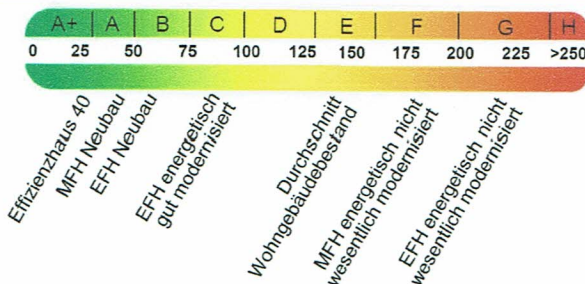 A+ A B C D E F G H
0 25 50 75 100 125 150 175 200 225 >250
Effizienzhaus 40
MFH Neubau
EFH Neubau
EFH energetisch
gut modernisiert
Durchschnitt
Wohngebäudebestand
MFH energetisch nicht
wesentlich modernisiert
EFH energetisch nicht
wesentlich modernisiert